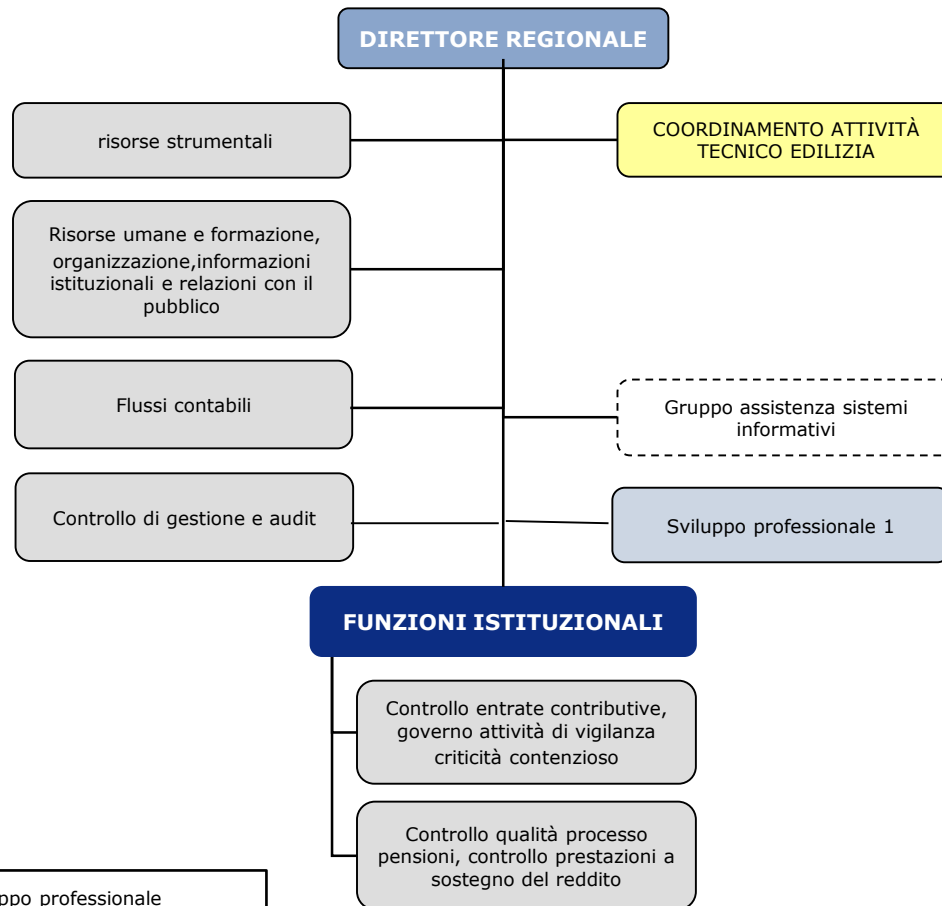 DIRETTORE REGIONALE
risorse strumentali
COORDINAMENTO ATTIVITÀ
TECNICO EDILIZIA
Risorse umane e formazione,
organizzazione,informazioni
istituzionali e relazioni con il
pubblico
Flussi contabili
Gruppo assistenza sistemi
informativi
Controllo di gestione e audit
Sviluppo professionale 1
FUNZIONI ISTITUZIONALI
Controllo entrate contributive,
governo attività di vigilanza
criticità contenzioso
Controllo qualità processo
pensioni, controllo prestazioni a
sostegno del reddito
professionale